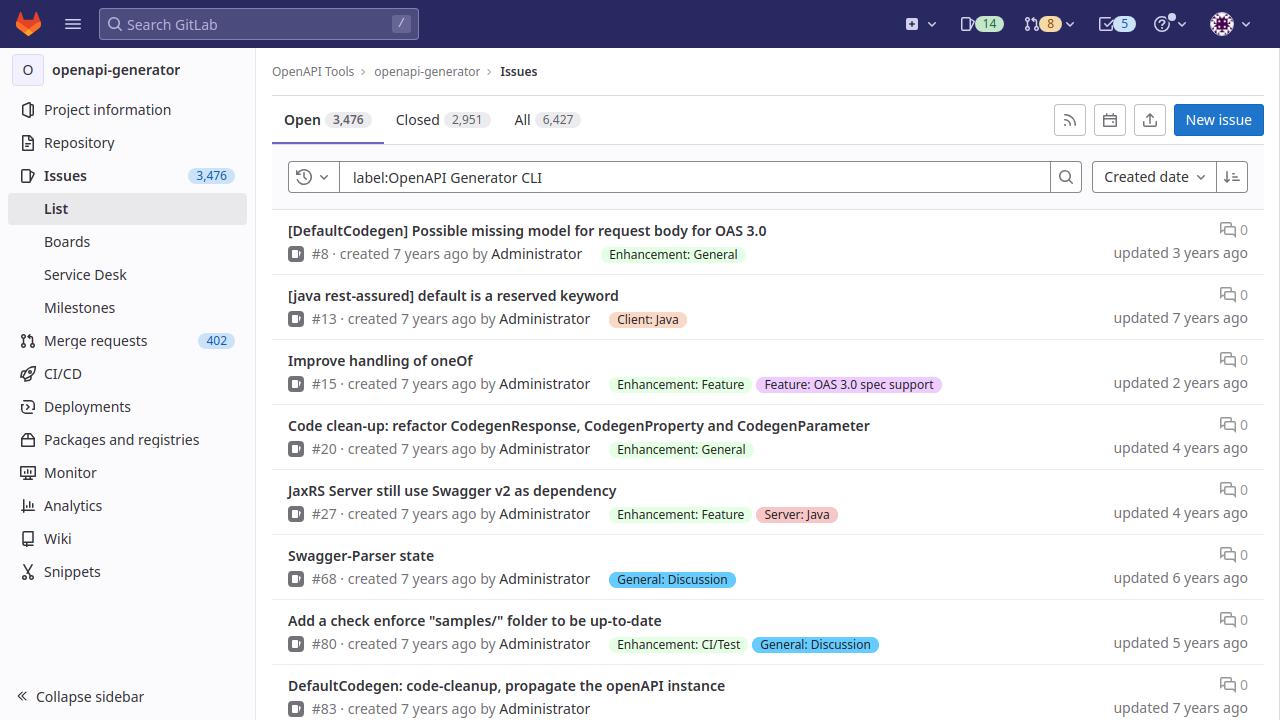 Search GitLab
/
14
8
5
O
openapi-generator
Project information
Repository
Issues
3,476
List
Boards
Service Desk
Milestones
Merge requests
402
CI/CD
Deployments
Packages and registries
Monitor
Analytics
Wiki
Snippets
Collapse sidebar
OpenAPI Tools
openapi-generator
Issues
Open 3,476
Closed 2,951
All 6,427
New issue
label:OpenAPI Generator CLI
Created date
[DefaultCodegen] Possible missing model for request body for OAS 3.0
0
#8 · created 7 years ago by Administrator Enhancement: General
updated 3 years ago
[java rest-assured] default is a reserved keyword
0
#13 · created 7 years ago by Administrator Client: Java
updated 7 years ago
Improve handling of oneOf
0
#15 · created 7 years ago by Administrator Enhancement: Feature Feature: OAS 3.0 spec support
updated 2 years ago
Code clean-up: refactor CodegenResponse, CodegenProperty and CodegenParameter
0
#20 · created 7 years ago by Administrator Enhancement: General
updated 4 years ago
JaxRS Server still use Swagger v2 as dependency
0
#27 · created 7 years ago by Administrator Enhancement: Feature Server: Java
updated 4 years ago
Swagger-Parser state
0
#68 · created 7 years ago by Administrator General: Discussion
updated 6 years ago
Add a check enforce "samples/" folder to be up-to-date
0
#80 · created 7 years ago by Administrator Enhancement: CI/Test General: Discussion
updated 5 years ago
DefaultCodegen: code-cleanup, propagate the openAPI instance
0
#83 · created 7 years ago by Administrator
updated 7 years ago